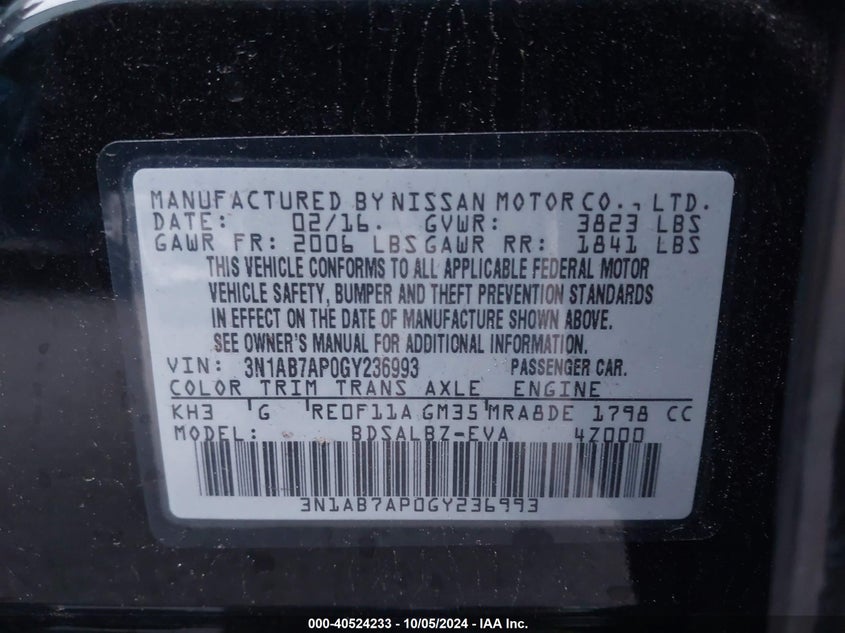 MANUFACTURED BY NISSAN MOTOR CO., LTD.
DATE: 02/16. GVWR: 3823 LBS
GAWR FR: 2006 LBS GAWR RR: 1841 LBS
THIS VEHICLE CONFORMS TO ALL APPLICABLE FEDERAL MOTOR
VEHICLE SAFETY, BUMPER AND THEFT PREVENTION STANDARDS
IN EFFECT ON THE DATE OF MANUFACTURE SHOWN ABOVE.
SEE OWNER'S MANUAL FOR ADDITIONAL INFORMATION.
VIN: 3N1AB7AP0GY236993 PASSENGER CAR.
COLOR TRIM TRANS AXLE ENGINE
KH3 G RE0F11A GM35 MRA8DE 1798 CC
MODEL: BDSALBZ-EVA 4Z000
3N1AB7AP0GY236993
000-40524233 - 10/05/2024 - IAA Inc.